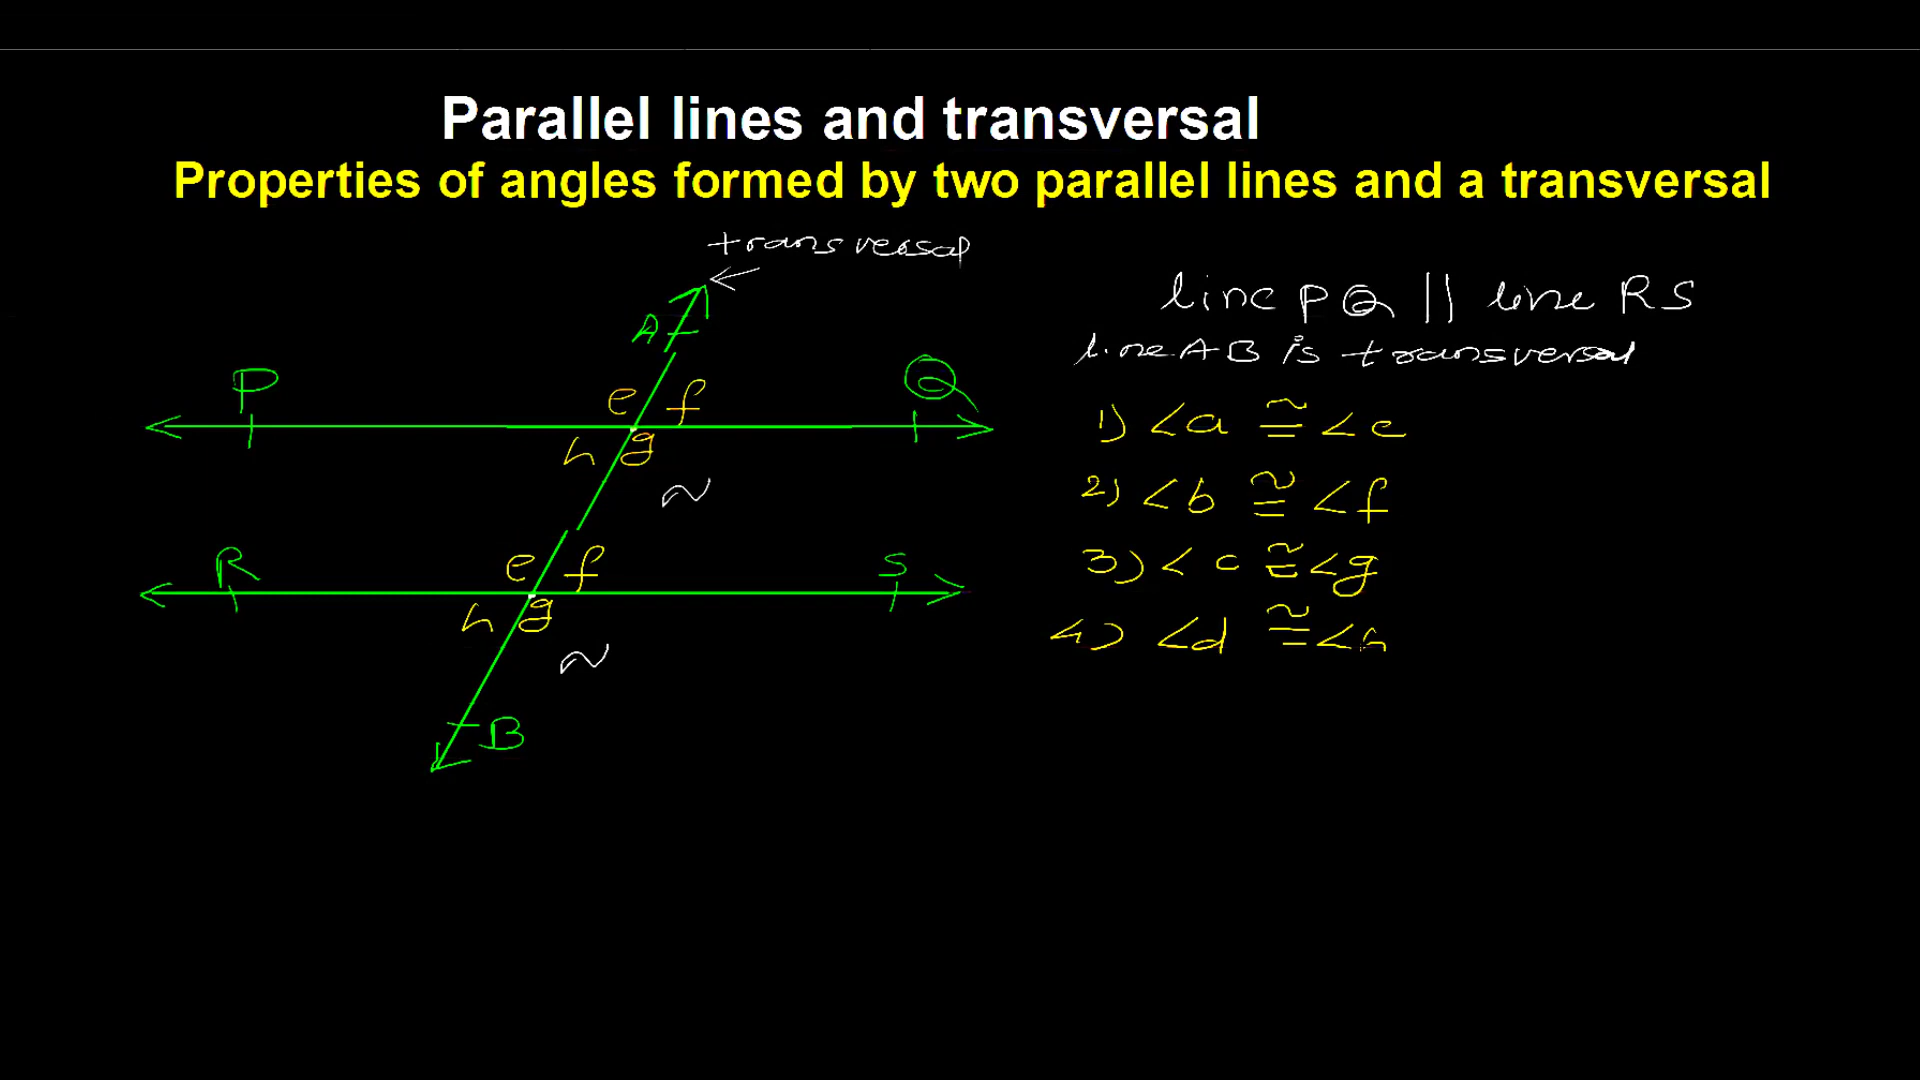 Parallel lines and transversal
Properties of angles formed by two parallel lines and a transversal
transversal
line PQ || line RS
line AB is transversal
A
P
Q
e f
h g
1) <a ≅ <e
2) <b ≅ <f
3) <c ≅ <g
4) <d ≅ <h
~
R
S
e f
h g
~
B